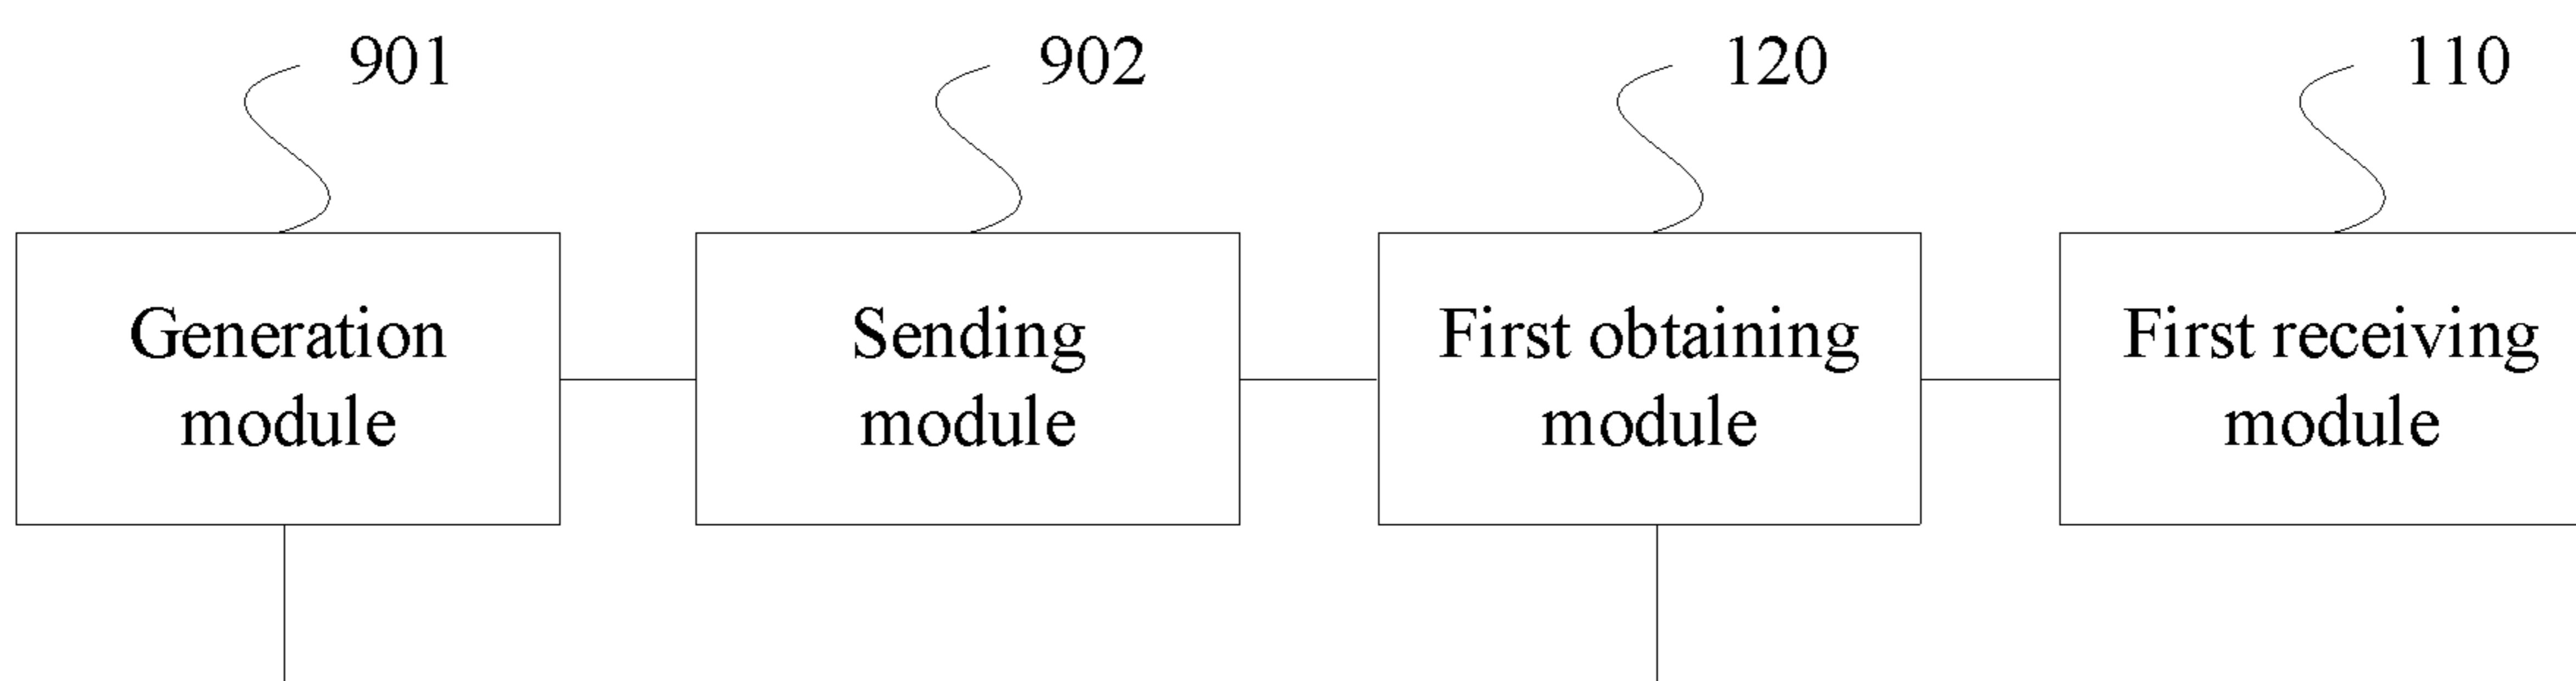 901
902
120
110
Generation
module
Sending
module
First obtaining
module
First receiving
module